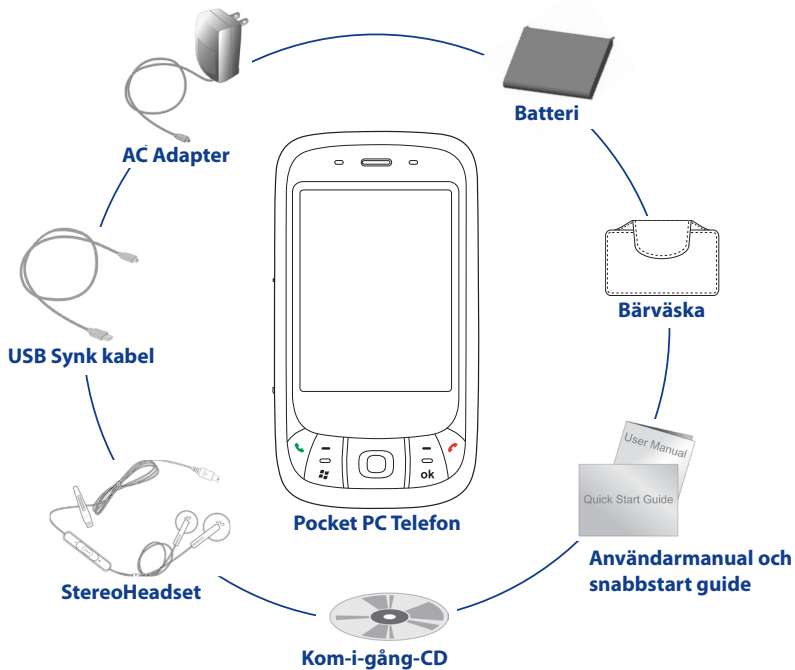 Batteri
AC Adapter
Bärväska
USB Synk kabel
User Manual
Quick Start Guide
ok
Pocket PC Telefon
Användarmanual och
snabbstart guide
StereoHeadset
Kom-i-gång-CD